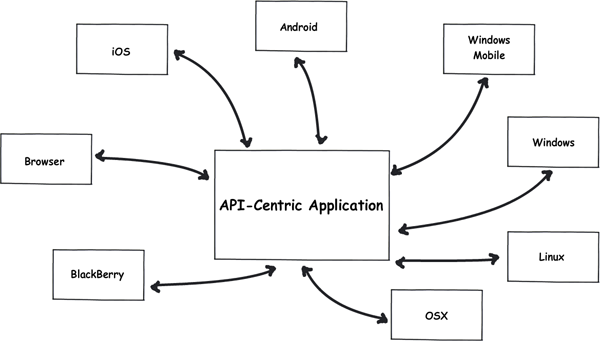 Android
iOS
Windows
Mobile
Browser
Windows
API-Centric Application
BlackBerry
Linux
OSX